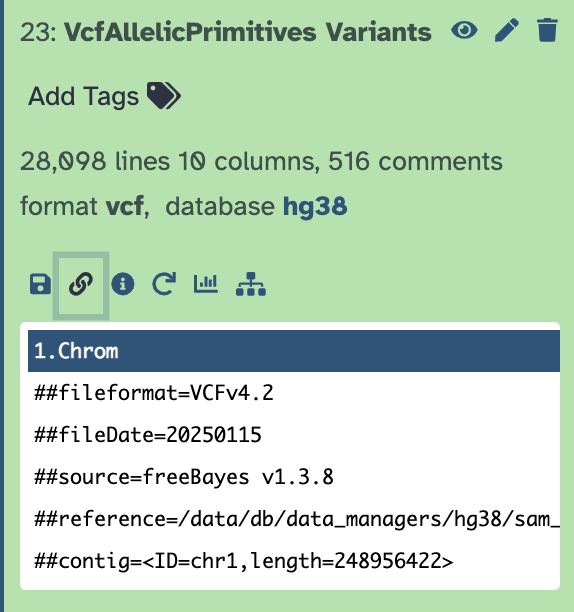 23: VcfAllelicPrimitives Variants
Add Tags
28,098 lines 10 columns, 516 comments
format vcf, database hg38
1.Chrom
##fileformat=VCFv4.2
##fileDate=20250115
##source=freeBayes v1.3.8
##reference=/data/db/data_managers/hg38/sam_
##contig=<ID=chr1,length=248956422>